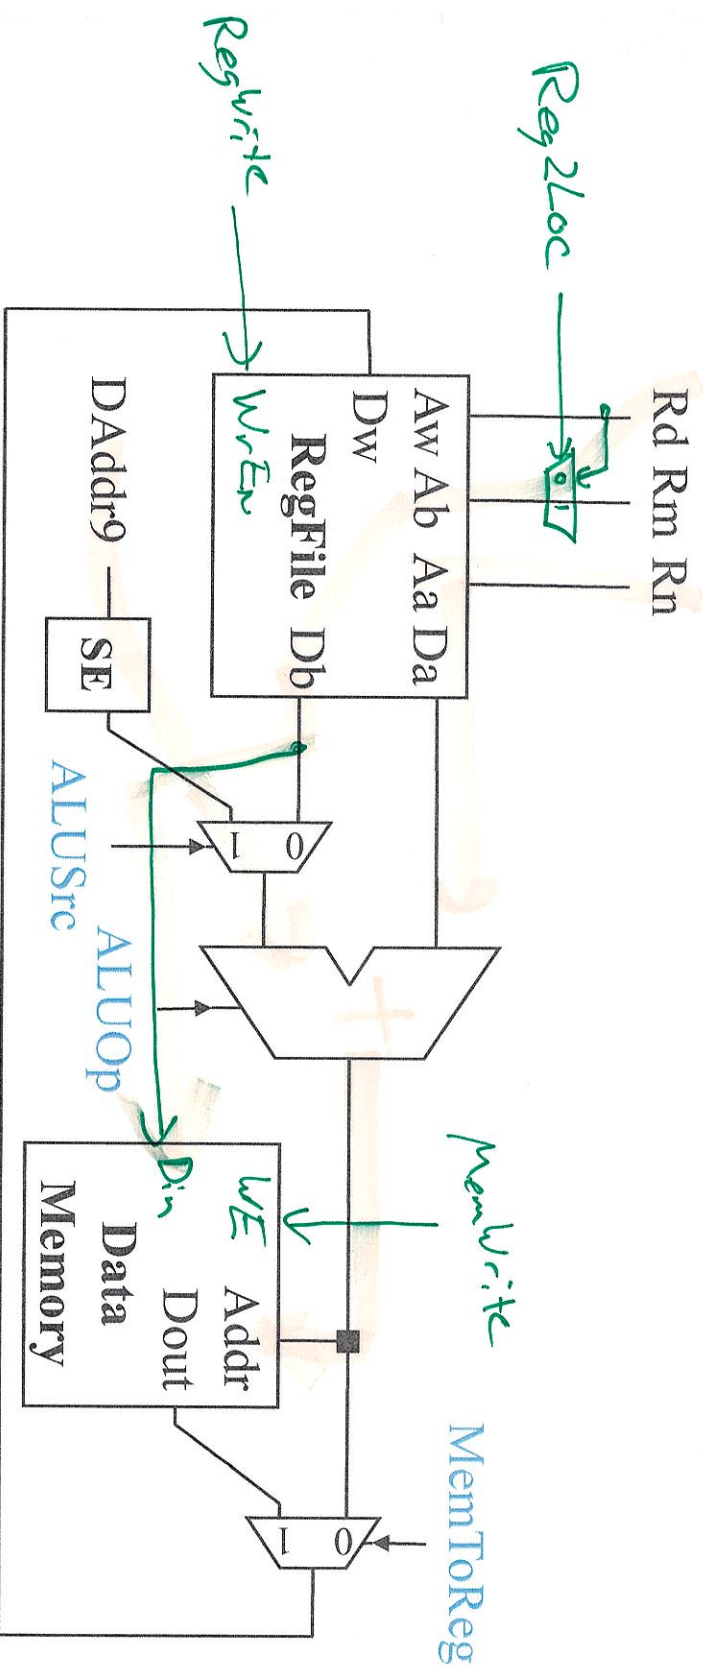 Reg2Loc
Rd Rm Rn
0 1
RegWrite
Aw Ab Aa Da
Dw
RegFile Db
WrEn
DAddr9
SE
0
1
ALUSrc
ALUOp
MemWrite
WE
Addr
Din
Dout
Data
Memory
MemToReg
0
1
+